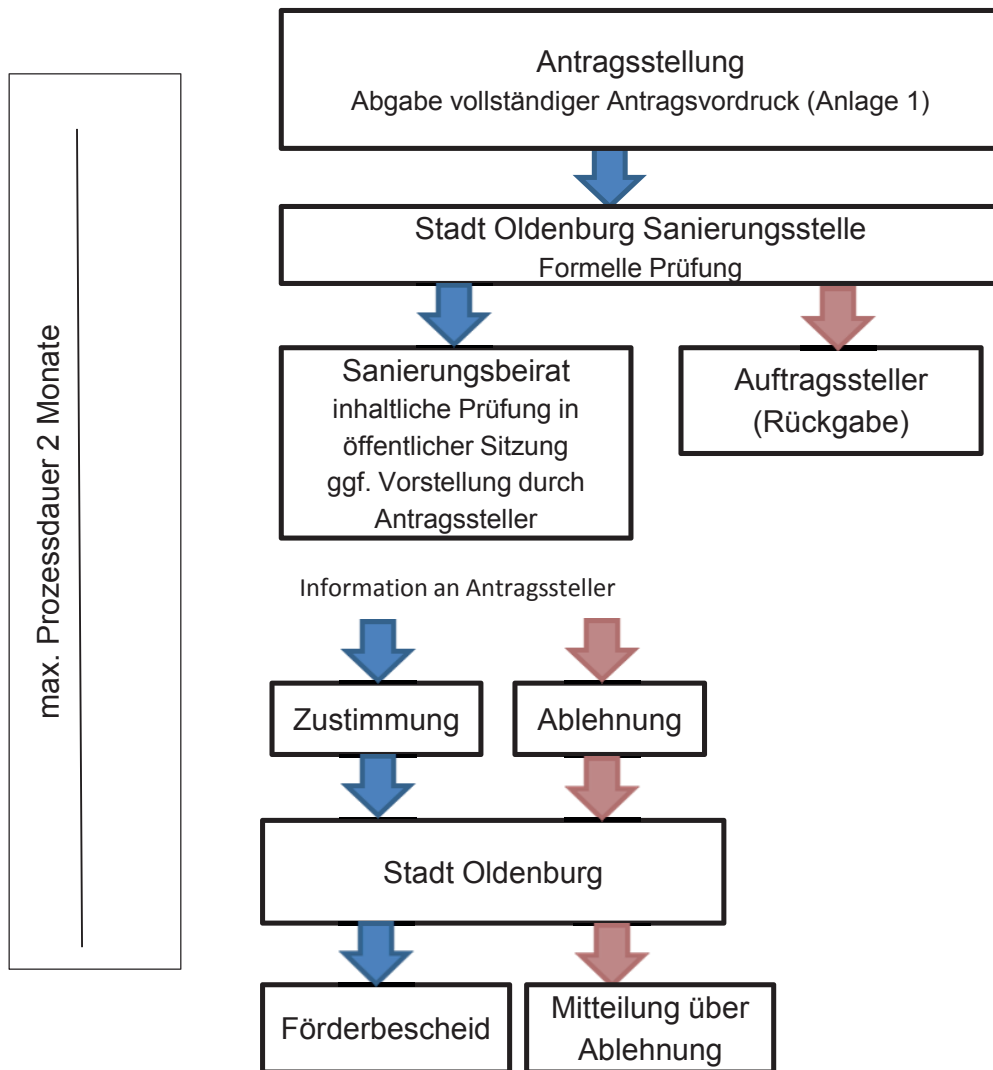 max. Prozessdauer 2 Monate
Antragsstellung
Abgabe vollständiger Antragsvordruck (Anlage 1)
Stadt Oldenburg Sanierungsstelle
Formelle Prüfung
Sanierungsbeirat
inhaltliche Prüfung in
öffentlicher Sitzung
ggf. Vorstellung durch
Antragssteller
Auftragssteller
(Rückgabe)
Information an Antragssteller
Zustimmung
Ablehnung
Stadt Oldenburg
Förderbescheid
Mitteilung über
Ablehnung